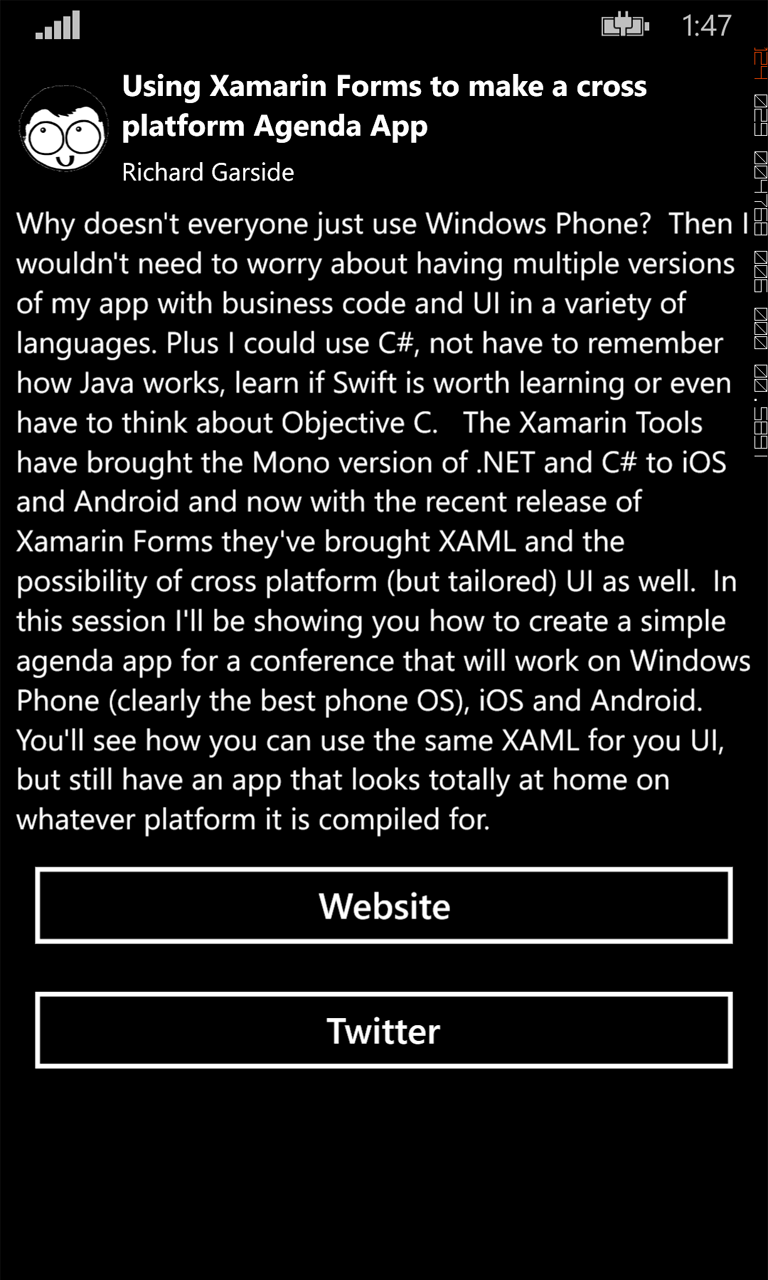 1:47
Using Xamarin Forms to make a cross
platform Agenda App
Richard Garside
Why doesn't everyone just use Windows Phone?  Then I
wouldn't need to worry about having multiple versions
of my app with business code and UI in a variety of
languages. Plus I could use C#, not have to remember
how Java works, learn if Swift is worth learning or even
have to think about Objective C.   The Xamarin Tools
have brought the Mono version of .NET and C# to iOS
and Android and now with the recent release of
Xamarin Forms they've brought XAML and the
possibility of cross platform (but tailored) UI as well.  In
this session I'll be showing you how to create a simple
agenda app for a conference that will work on Windows
Phone (clearly the best phone OS), iOS and Android.
You'll see how you can use the same XAML for you UI,
but still have an app that looks totally at home on
whatever platform it is compiled for.
Website
Twitter